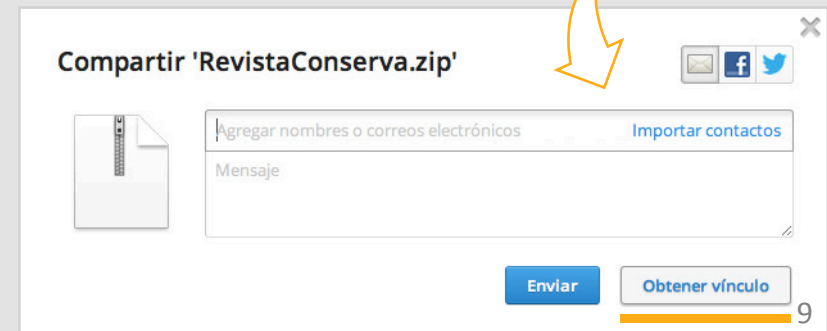 Compartir 'RevistaConserva.zip'
Agregar nombres o correos electrónicos Importar contactos
Mensaje
Enviar Obtener vínculo
9